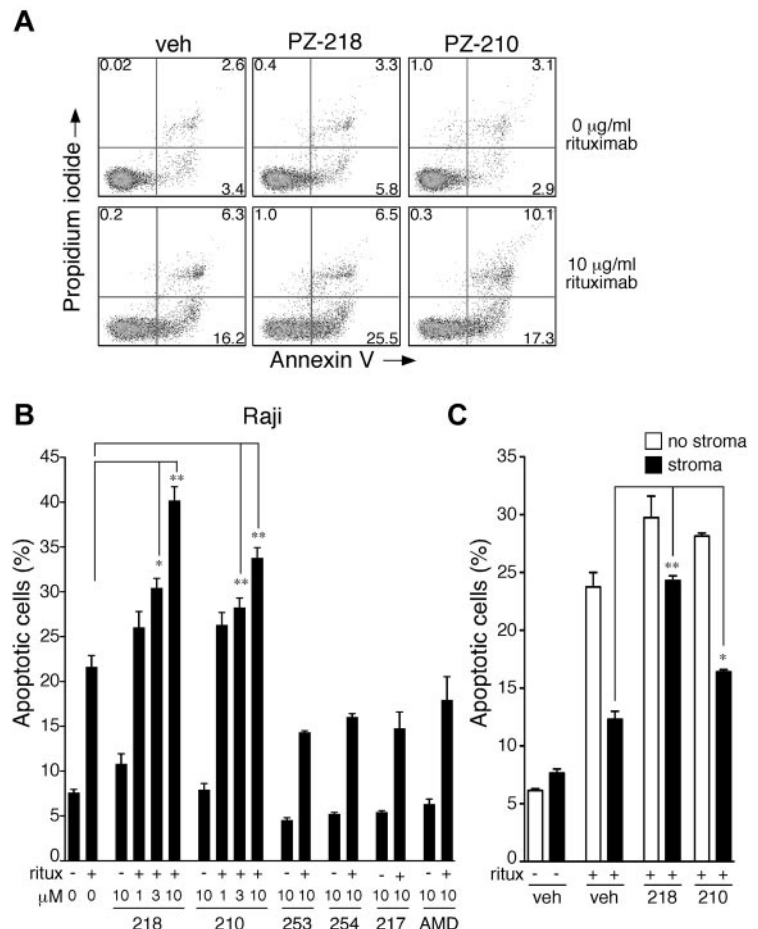 A
veh PZ-218 PZ-210
0.02 2.6 0.4 3.3 1.0 3.1
3.4 5.8 2.9
0 µg/ml
rituximab
0.2 6.3 1.0 6.5 0.3 10.1
16.2 25.5 17.3
10 µg/ml
rituximab
Propidium iodide
Annexin V
B
Raji
Apoptotic cells (%)
45
40
35
30
25
20
15
10
5
0
* ** ** **
ritux - + - + + + - + + + - + - + - + - +
µM 0 0 10 1 3 10 10 1 3 10 10 10 10 10 10 10 10 10
218 210 253 254 217 AMD
C
no stroma
stroma
Apoptotic cells (%)
35
30
25
20
15
10
5
0
** *
ritux - - + + + + + +
veh veh 218 210